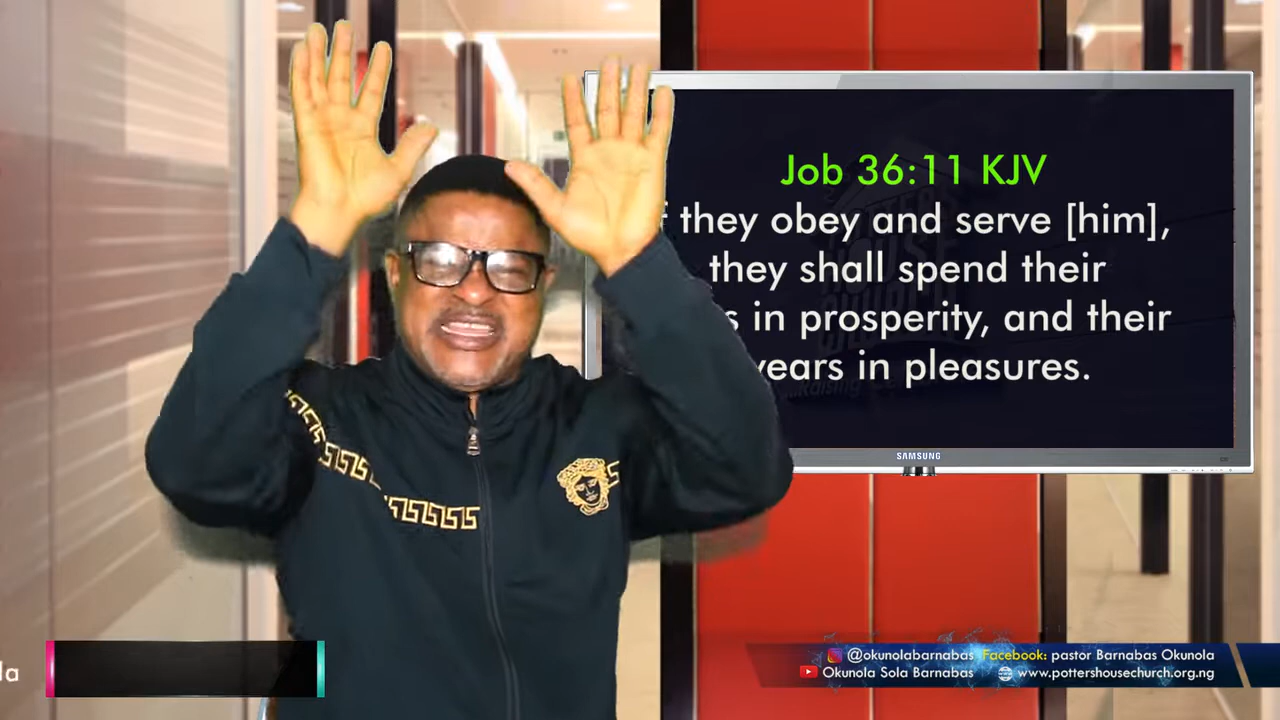 Job 36:11 KJV
they obey and serve [him],
they shall spend their
in prosperity, and their
years in pleasures.
SAMSUNG
@okunolabarnabas Facebook: pastor Barnabas Okunola
Okunola Sola Barnabas www.pottershousechurch.org.ng